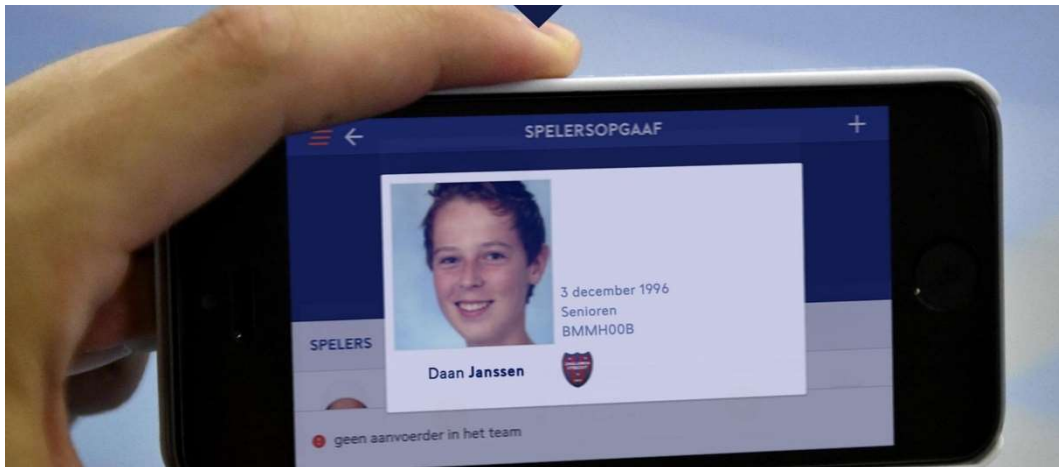 SPELERSOPGAAF
3 december 1996
Senioren
BMMH00B
Daan Janssen
SPELERS
geen aanvoerder in het team